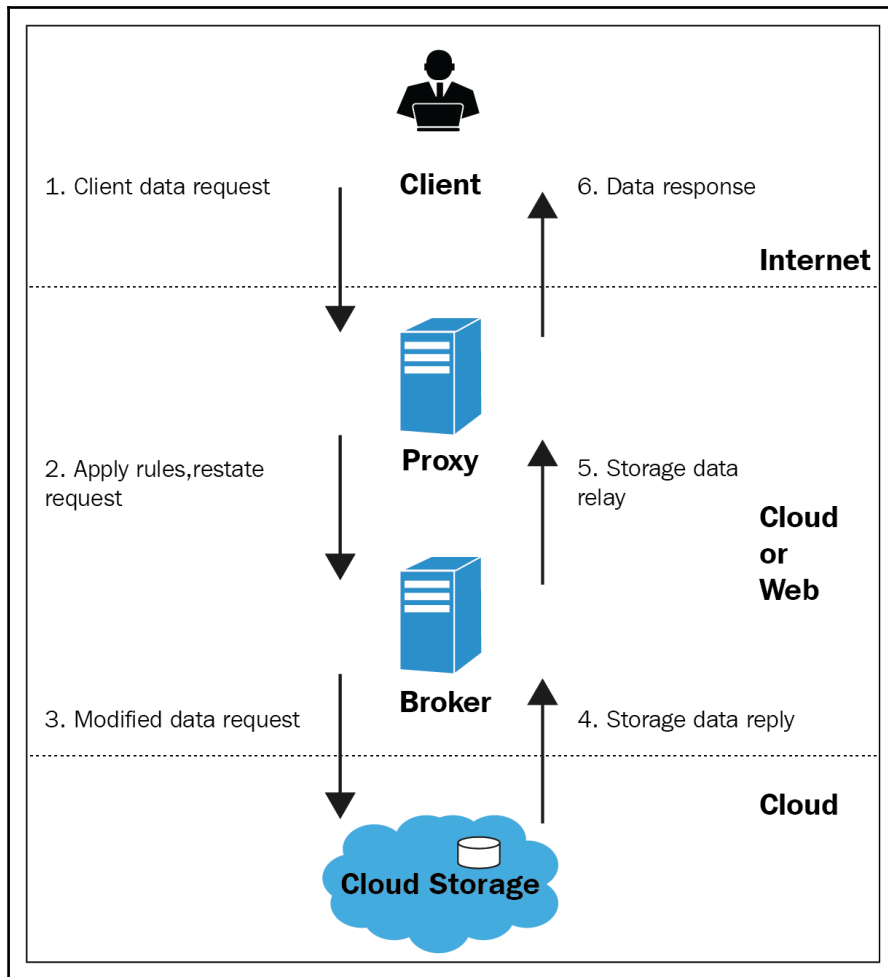 Client
1. Client data request
6. Data response
Internet
Proxy
2. Apply rules,restate
request
5. Storage data
relay
Cloud
or
Web
Broker
3. Modified data request
4. Storage data reply
Cloud
Cloud Storage